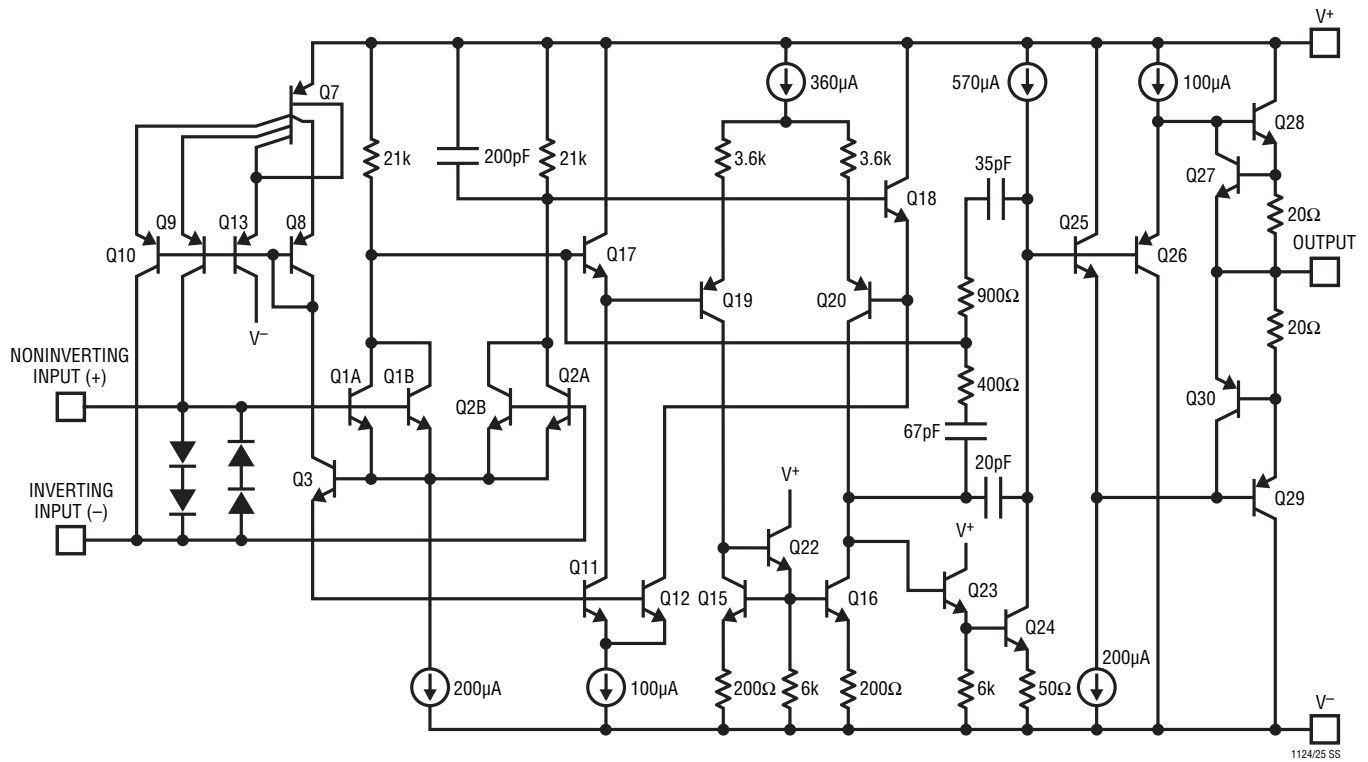 V+
Q7
360µA
570µA
100µA
Q28
21k
200pF
21k
3.6k
3.6k
35pF
Q27
Q9
Q13
Q8
Q18
20Ω
Q10
Q17
Q25
Q26
OUTPUT
Q19
Q20
900Ω
V–
20Ω
NONINVERTING
INPUT (+)
Q1A
Q1B
Q2B
Q2A
400Ω
Q30
67pF
Q3
V+
20pF
INVERTING
INPUT (–)
Q29
V+
Q22
Q11
Q12
Q15
Q16
Q23
Q24
200µA
200µA
100µA
200Ω
6k
200Ω
6k
50Ω
V–
1124/25 SS